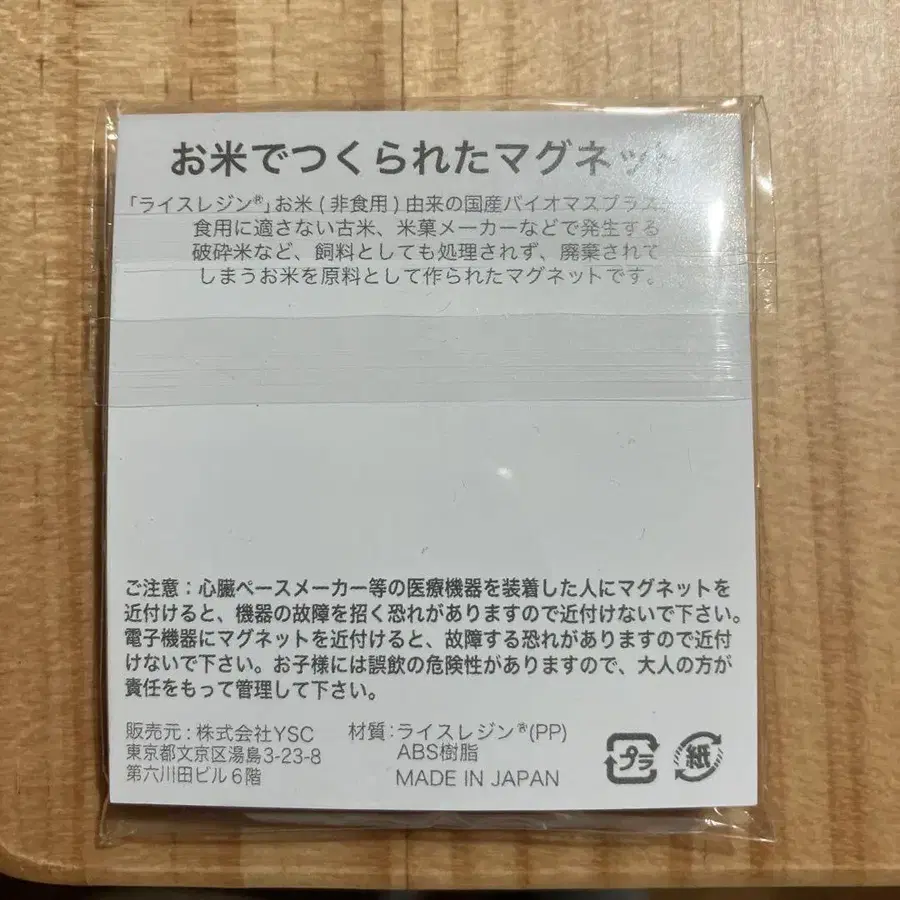 お米でつくられたマグネット
「ライスレジン®」お米(非食用)由来の国産バイオマスプラス
食用に適さない古米、米菓メーカーなどで発生する
破砕米など、飼料としても処理されず、廃棄されて
しまうお米を原料として作られたマグネットです。
ご注意：心臓ペースメーカー等の医療機器を装着した人にマグネットを
近付けると、機器の故障を招く恐れがありますので近付けないで下さい。
電子機器にマグネットを近付けると、故障する恐れがありますので近付
けないで下さい。お子様には誤飲の危険性がありますので、大人の方が
責任をもって管理して下さい。
販売元：株式会社YSC
東京都文京区湯島3-23-8
第六川田ビル6階
材質：ライスレジン®(PP)
ABS樹脂
MADE IN JAPAN
プラ
紙